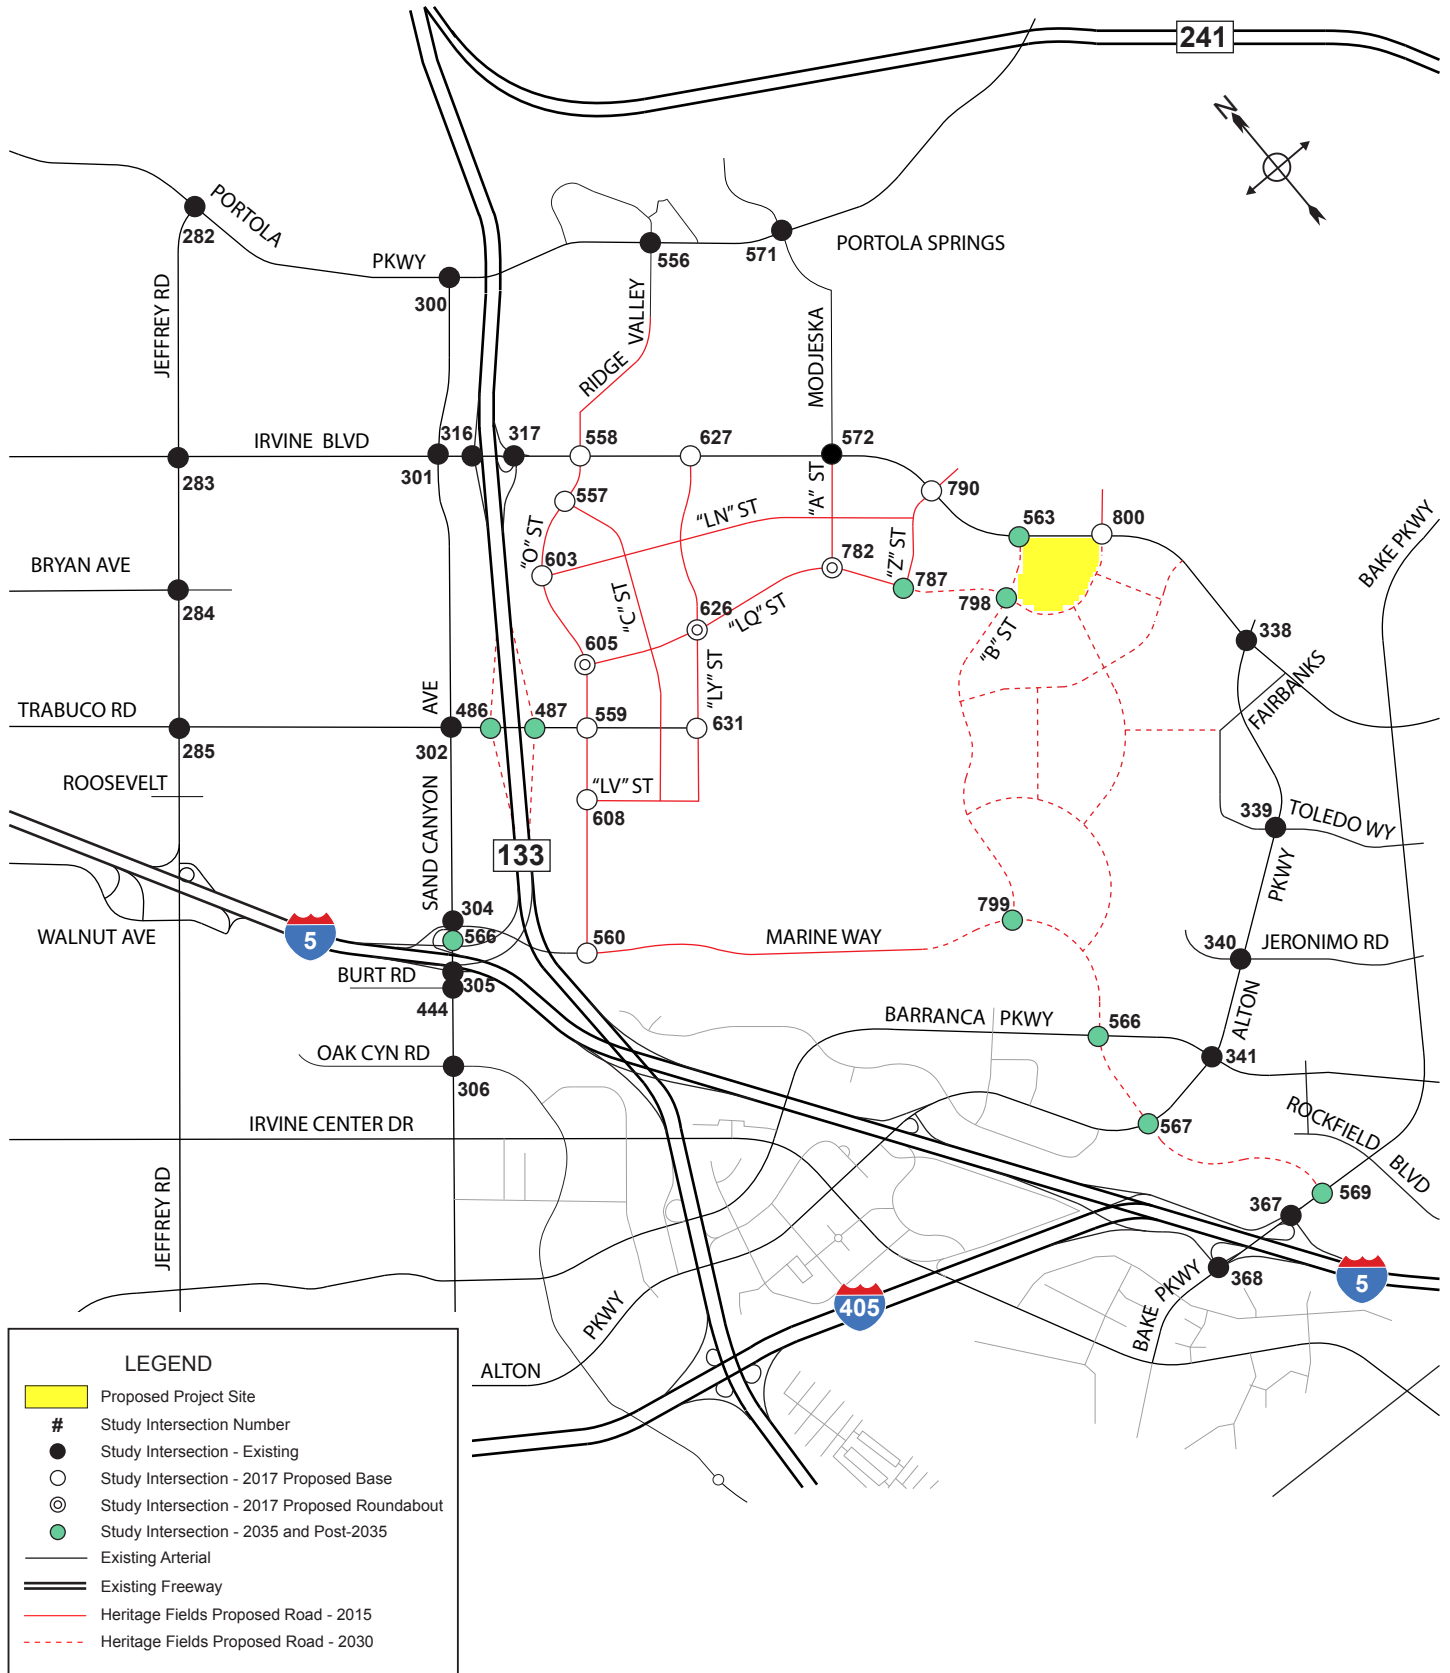 241
N
PORTOLA
282
PKWY
300
556
571
PORTOLA SPRINGS
JEFFREY RD
RIDGE VALLEY
MODJESKA
IRVINE BLVD
316
317
558
627
572
283
301
557
"A" ST
790
"LN" ST
563
800
BAKE PKWY
"O" ST
603
782
"Z" ST
787
BRYAN AVE
284
"C" ST
626
"LQ" ST
798
"B" ST
338
605
"LY" ST
FAIRBANKS
TRABUCO RD
285
AVE
486
302
487
559
631
ROOSEVELT
"LV" ST
608
339
TOLEDO WY
133
SAND CANYON
PKWY
304
566
799
WALNUT AVE
5
560
MARINE WAY
340
JERONIMO RD
BURT RD
305
444
ALTON
BARRANCA PKWY
566
341
OAK CYN RD
306
IRVINE CENTER DR
567
ROCKFIELD BLVD
JEFFREY RD
569
367
368
BAKE PKWY
5
405
PKWY
ALTON
LEGEND
Proposed Project Site
# Study Intersection Number
Study Intersection - Existing
Study Intersection - 2017 Proposed Base
Study Intersection - 2017 Proposed Roundabout
Study Intersection - 2035 and Post-2035
Existing Arterial
Existing Freeway
Heritage Fields Proposed Road - 2015
Heritage Fields Proposed Road - 2030